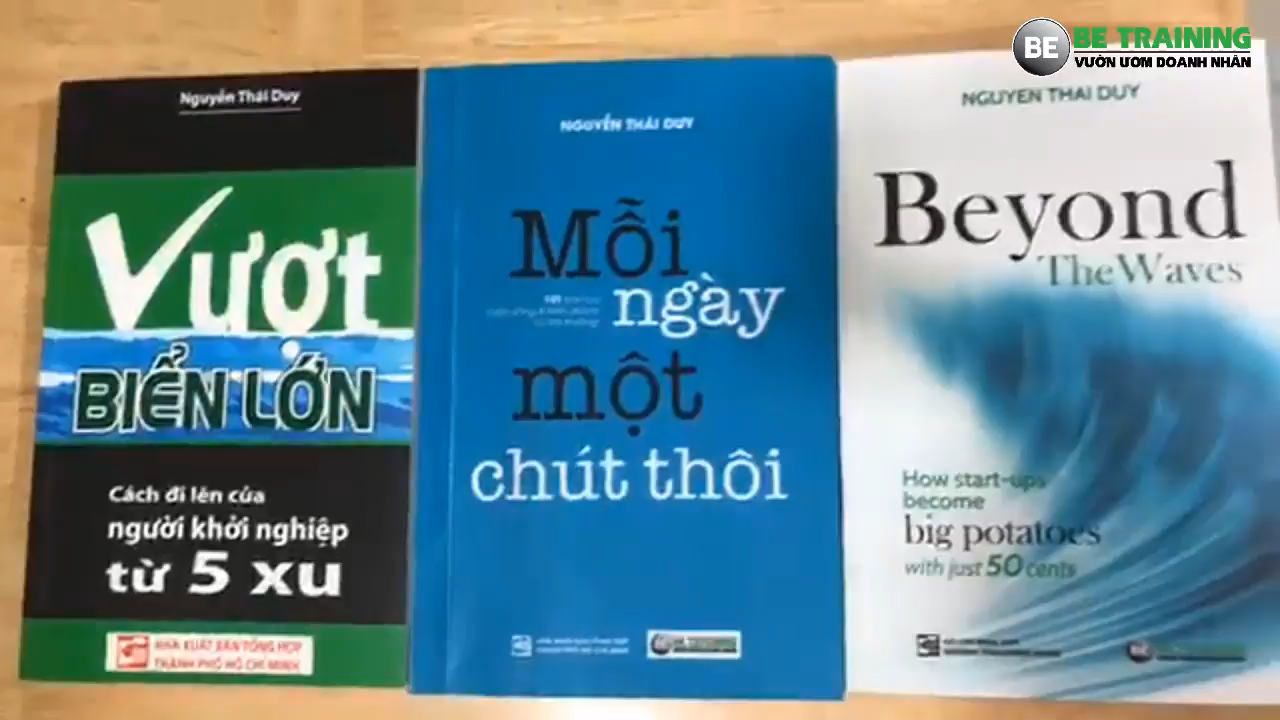 BE BE TRAINING
VƯỜN ƯƠM DOANH NHÂN
Nguyễn Thái Duy
Vượt
BIỂN LỚN
Cách đi lên của
người khởi nghiệp
từ 5 xu
NHÀ XUẤT BẢN TỔNG HỢP
THÀNH PHỐ HỒ CHÍ MINH
NGUYỄN THÁI DUY
Mỗi
ngày
một
chút thôi
NGUYEN THAI DUY
Beyond
The Waves
How start-ups
become
big potatoes
with just 50 cents
BE TRAINING